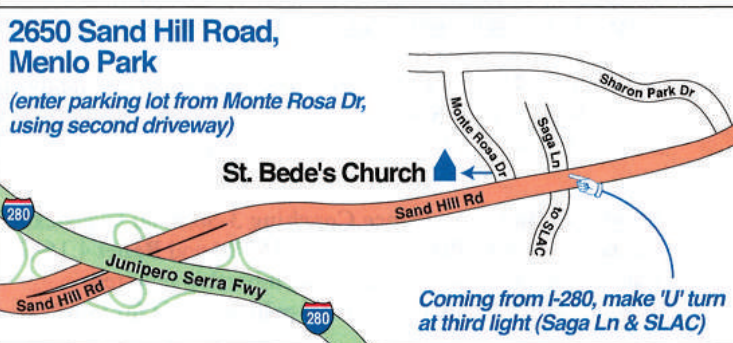 2650 Sand Hill Road,
Menlo Park
(enter parking lot from Monte Rosa Dr,
using second driveway)
Sharon Park Dr
Monte Rosa Dr
Saga Ln
St. Bede's Church
Sand Hill Rd
to SLAC
280
Junipero Serra Fwy
Sand Hill Rd
280
Coming from I-280, make 'U' turn
at third light (Saga Ln & SLAC)